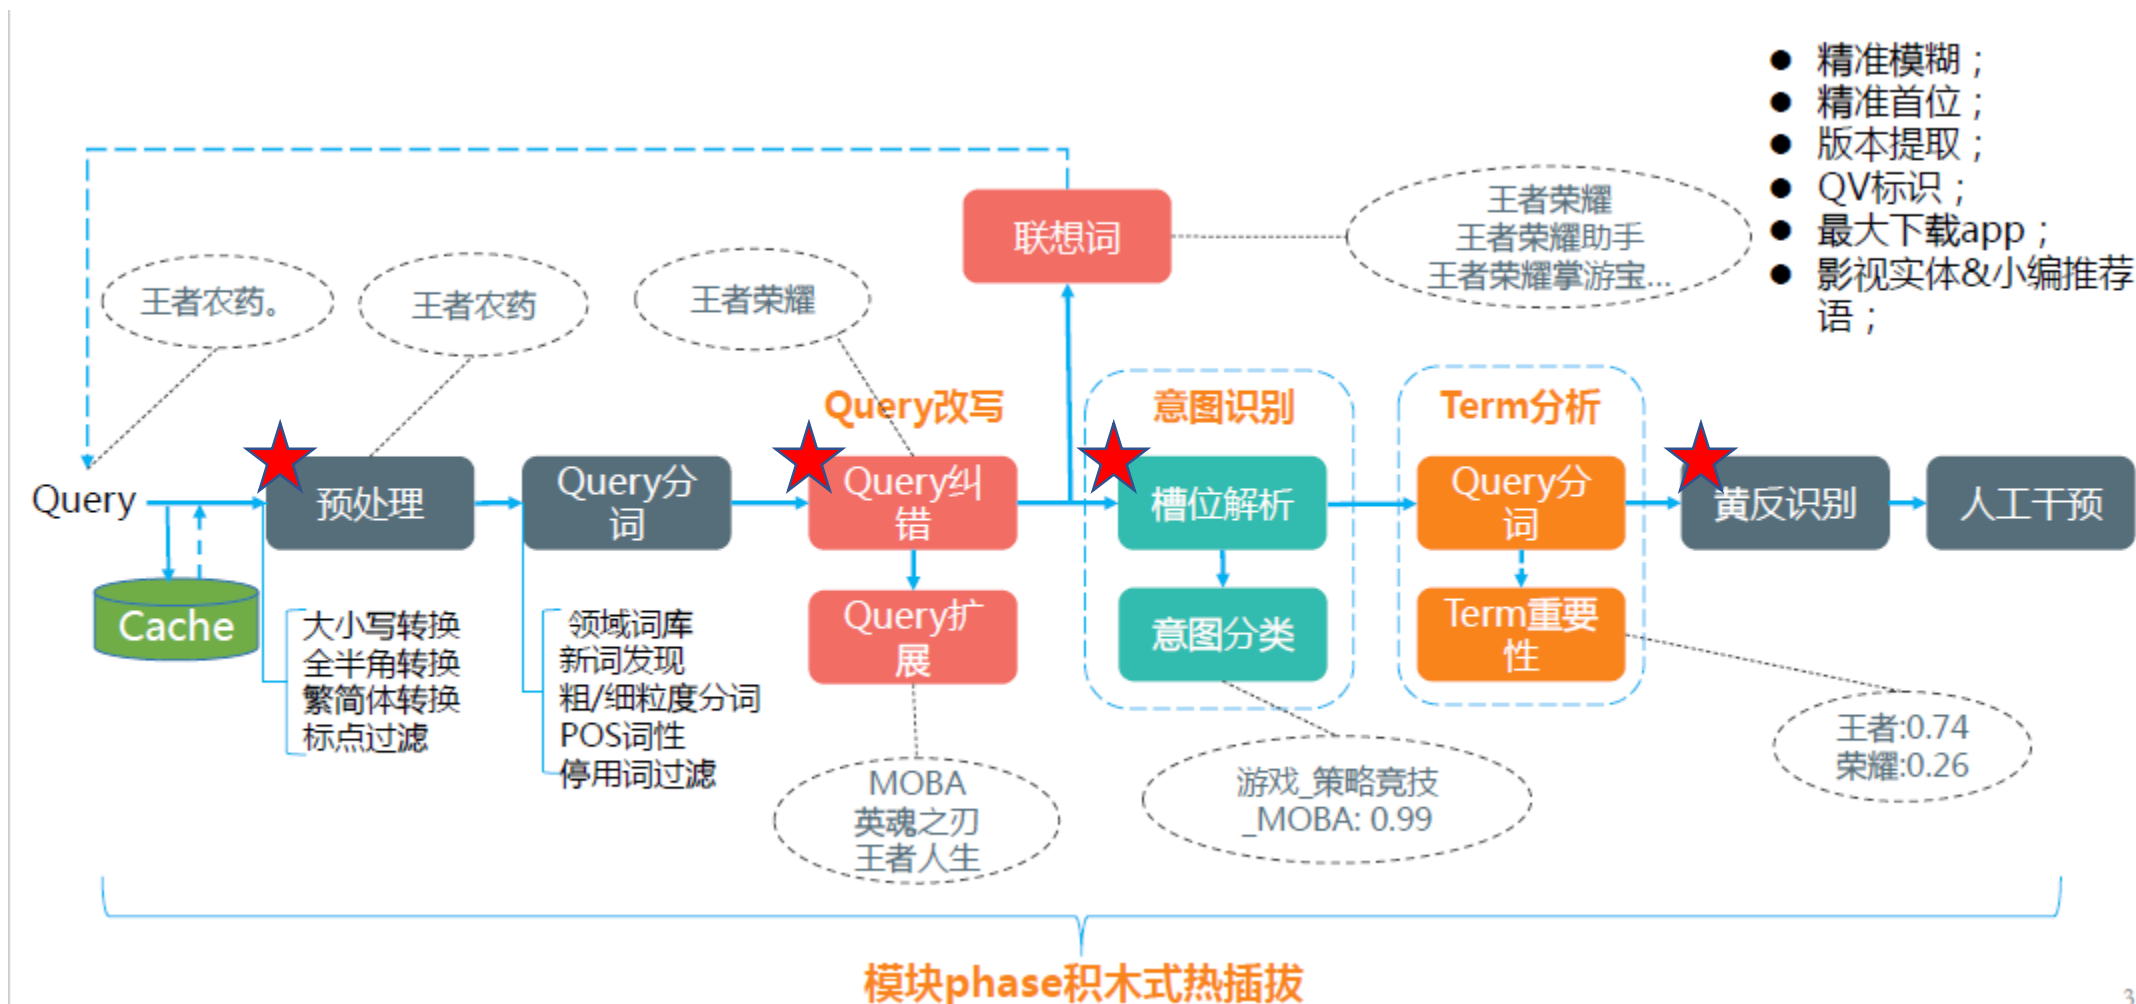 精准模糊；
精准首位；
版本提取；
QV标识；
最大下载app；
影视实体&小编推荐
语；
联想词
王者荣耀
王者荣耀助手
王者荣耀掌游宝...
王者农药。
王者农药
王者荣耀
Query改写
意图识别
Term分析
Query
预处理
Query分
词
Query纠
错
槽位解析
Query分
词
黄反识别
人工干预
Cache
大小写转换
全半角转换
繁简体转换
标点过滤
领域词库
新词发现
粗/细粒度分词
POS词性
停用词过滤
Query扩
展
意图分类
Term重要
性
MOBA
英魂之刃
王者人生
游戏_策略竞技
_MOBA: 0.99
王者:0.74
荣耀:0.26
模块phase积木式热插拔
3